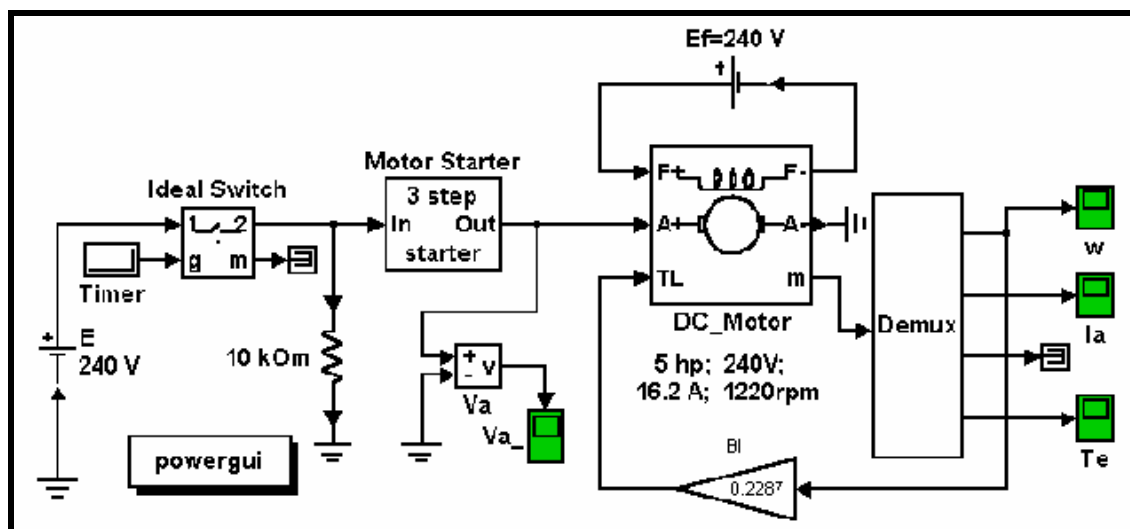 Ef=240 V
+
Motor Starter
Ideal Switch
3 step
In Out
starter
1 2
g m
Timer
F+ F-
A+ A-
TL m
DC_Motor
5 hp; 240V;
16.2 A; 1220rpm
Demux
w
Ia
Te
+
E
240 V
10 kOm
+
-
v
Va
Va_
powergui
BI
0.2287